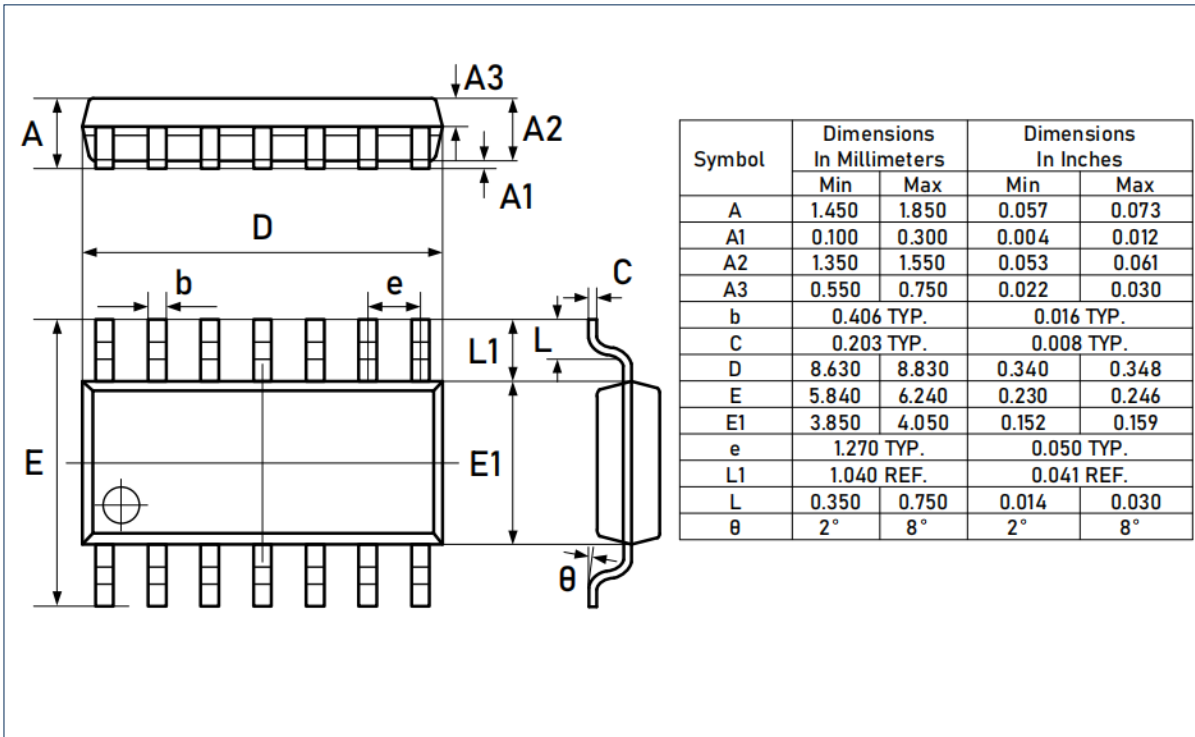 A3
A
A2
A1
D
b
e
C
L1
L
E
E1
θ
Symbol Dimensions In Millimeters Dimensions In Inches
Min Max Min Max
A 1.450 1.850 0.057 0.073
A1 0.100 0.300 0.004 0.012
A2 1.350 1.550 0.053 0.061
A3 0.550 0.750 0.022 0.030
b 0.406 TYP. 0.016 TYP.
C 0.203 TYP. 0.008 TYP.
D 8.630 8.830 0.340 0.348
E 5.840 6.240 0.230 0.246
E1 3.850 4.050 0.152 0.159
e 1.270 TYP. 0.050 TYP.
L1 1.040 REF. 0.041 REF.
L 0.350 0.750 0.014 0.030
θ 2° 8° 2° 8°